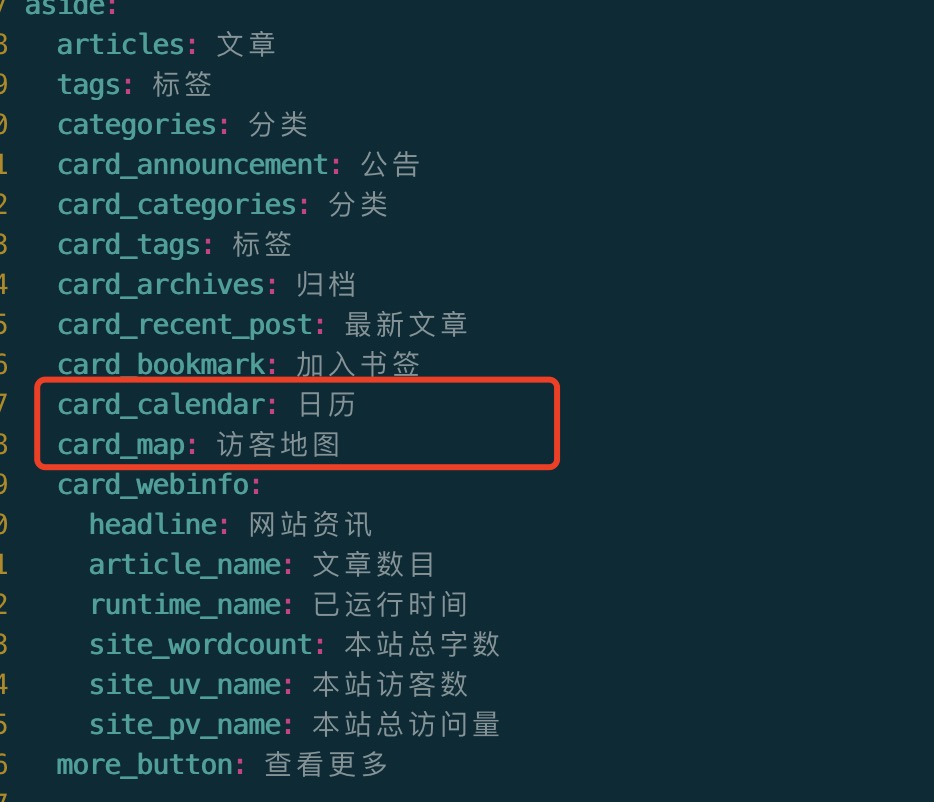 aside:
8 articles: 文章
9 tags: 标签
0 categories: 分类
1 card_announcement: 公告
2 card_categories: 分类
3 card_tags: 标签
4 card_archives: 归档
5 card_recent_post: 最新文章
6 card_bookmark: 加入书签
7 card_calendar: 日历
8 card_map: 访客地图
9 card_webinfo:
0 headline: 网站资讯
1 article_name: 文章数目
2 runtime_name: 已运行时间
3 site_wordcount: 本站总字数
4 site_uv_name: 本站访客数
5 site_pv_name: 本站总访问量
6 more_button: 查看更多